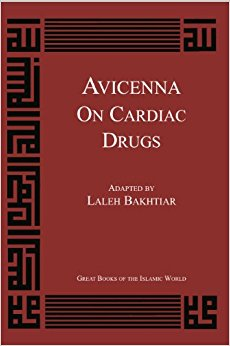 AVICENNA
ON CARDIAC
DRUGS
ADAPTED BY
LALEH BAKHTIAR
GREAT BOOKS OF THE ISLAMIC WORLD